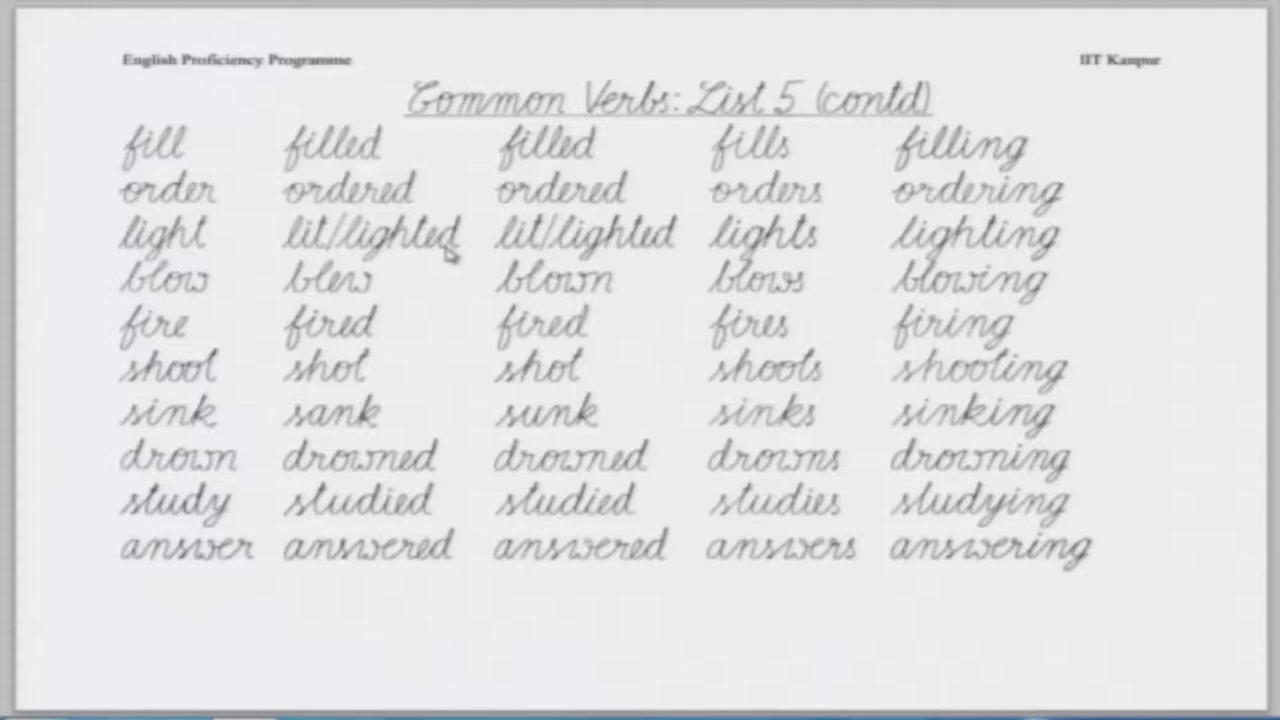 English Proficiency Programme IIT Kanpur
Common Verbs: List 5 (contd)
fill filled filled fills filling
order ordered ordered orders ordering
light lit/lighted lit/lighted lights lighting
blow blew blown blows blowing
fire fired fired fires firing
shoot shot shot shoots shooting
sink sank sunk sinks sinking
drown drowned drowned drowns drowning
study studied studied studies studying
answer answered answered answers answering